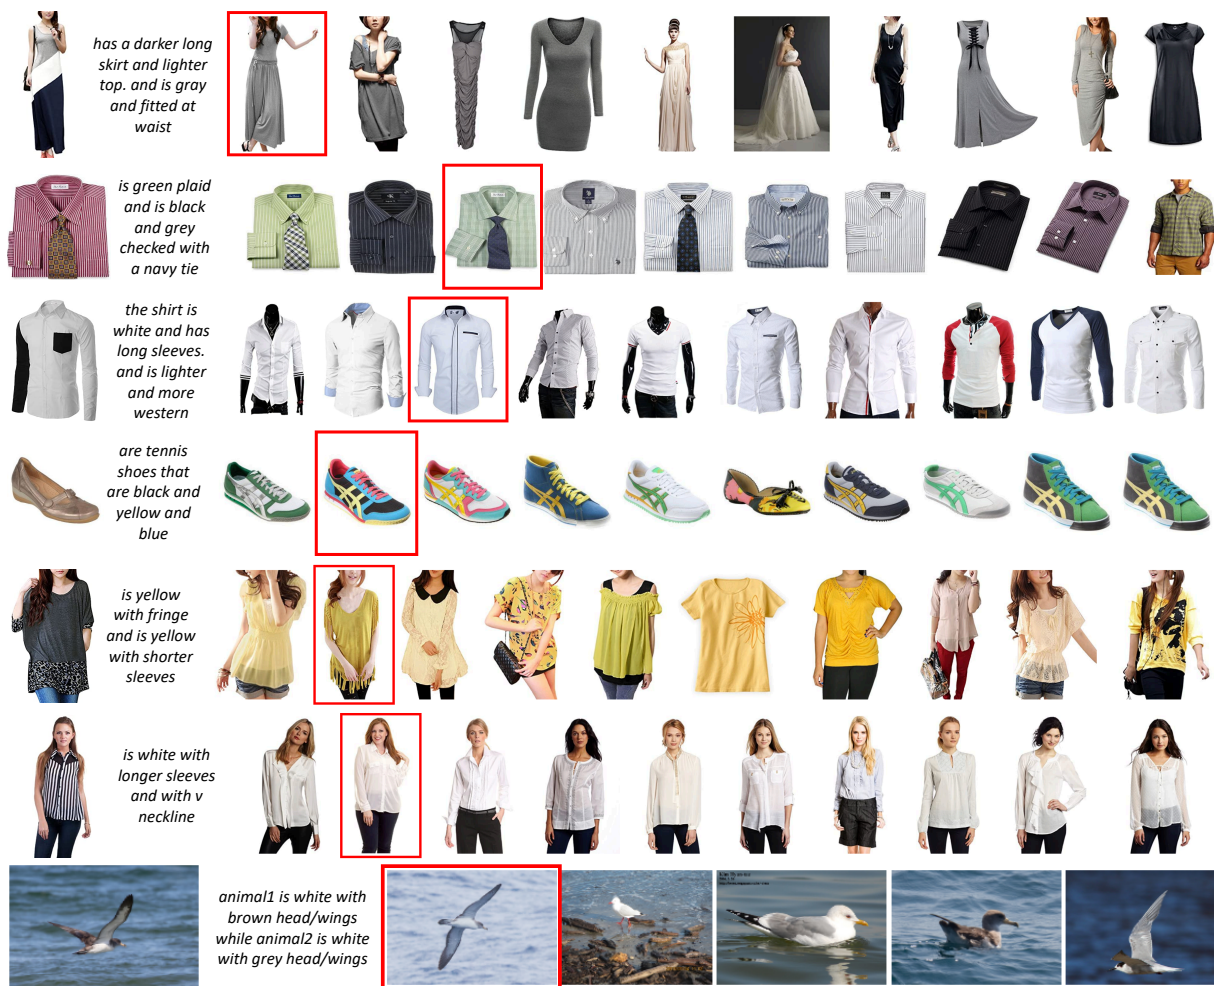 has a darker long
skirt and lighter
top. and is gray
and fitted at
waist
is green plaid
and is black
and grey
checked with
a navy tie
the shirt is
white and has
long sleeves.
and is lighter
and more
western
are tennis
shoes that
are black and
yellow and
blue
is yellow
with fringe
and is yellow
with shorter
sleeves
is white with
longer sleeves
and with v
neckline
animal1 is white with
brown head/wings
while animal2 is white
with grey head/wings